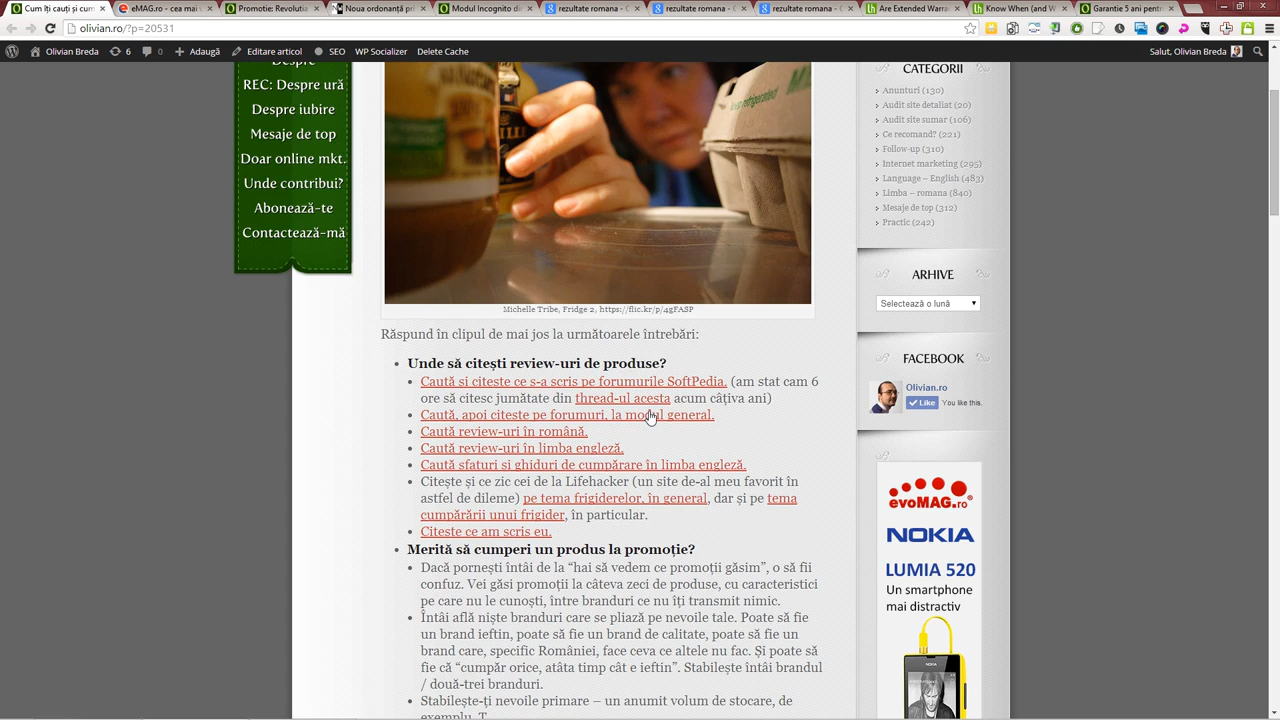 Cum îți cauți și cum
eMAG.ro - cea mai
Promotie: Revolutia
Noua ordonanță pri
Modul Incognito di
rezultate romana - G
rezultate romana - G
rezultate romana - G
Are Extended Warra
Know When (and W
Garantie 5 ani pent
olivian.ro/?p=20531
Olivian Breda
6
0
Adaugă
Editare articol
SEO
WP Socializer
Delete Cache
Salut, Olivian Breda
Despre
REC: Despre ură
Despre iubire
Mesaje de top
Doar online mkt.
Unde contribui?
Abonează-te
Contactează-mă
Michelle Tribe, Fridge 2, https://flic.kr/p/4gFASP
Răspund în clipul de mai jos la următoarele întrebări:
Unde să citești review-uri de produse?
Caută și citește ce s-a scris pe forumurile SoftPedia. (am stat cam 6
ore să citesc jumătate din thread-ul acesta acum câțiva ani)
Caută, apoi citește pe forumuri, la modul general.
Caută review-uri în română.
Caută review-uri în limba engleză.
Caută sfaturi și ghiduri de cumpărare în limba engleză.
Citește și ce zic cei de la Lifehacker (un site de-al meu favorit în
astfel de dileme) pe tema frigiderelor, în general, dar și pe tema
cumpărării unui frigider, în particular.
Citește ce am scris eu.
Merită să cumperi un produs la promoție?
Dacă pornești întâi de la “hai să vedem ce promoții găsim”, o să fii
confuz. Vei găsi promoții la câteva zeci de produse, cu caracteristici
pe care nu le cunoști, între branduri ce nu îți transmit nimic.
Întâi află niște branduri care se pliază pe nevoile tale. Poate să fie
un brand ieftin, poate să fie un brand de calitate, poate să fie un
brand care, specific României, face ceva ce altele nu fac. Și poate să
fie că “cumpăr orice, atâta timp cât e ieftin”. Stabilește întâi brandul
/ două-trei branduri.
Stabilește-ți nevoile primare – un anumit volum de stocare, de
exemplu. T
CATEGORII
Anunturi (130)
Audit site detaliat (20)
Audit site sumar (106)
Ce recomand? (221)
Follow-up (310)
Internet marketing (295)
Language – English (483)
Limba – romana (840)
Mesaje de top (312)
Practic (242)
ARHIVE
Selectează o lună
FACEBOOK
Olivian.ro
Like
You like this.
evoMAG.ro
NOKIA
LUMIA 520
Un smartphone
mai distractiv
NOKIA